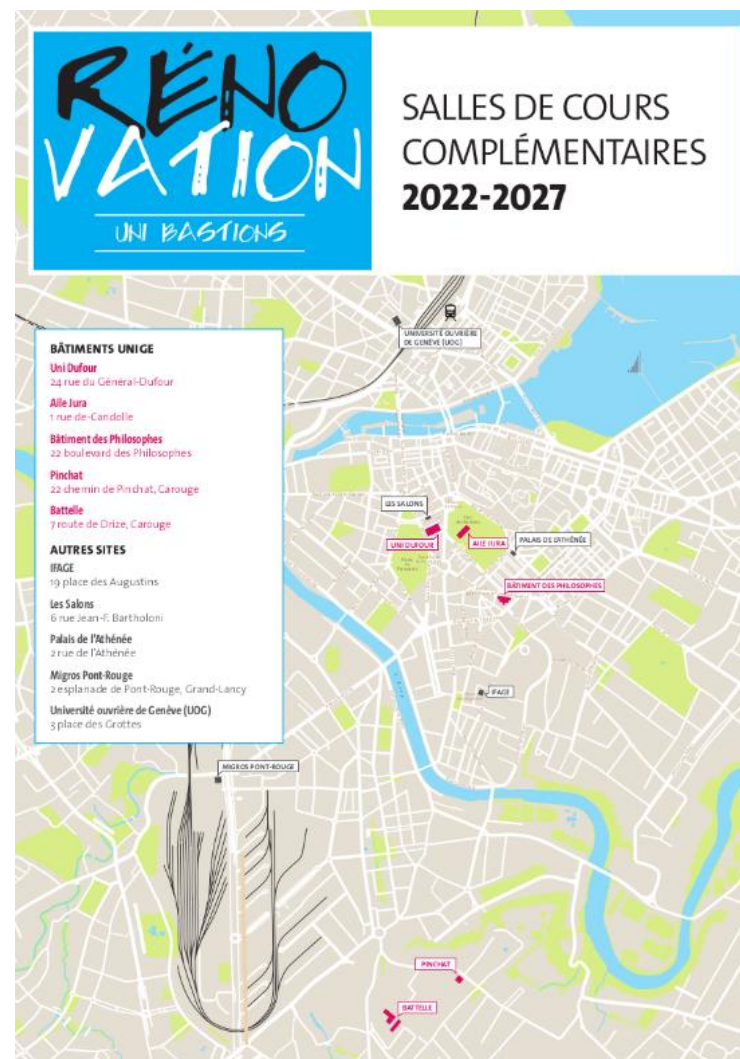 RÉNO
VATION
UNI BASTIONS
SALLES DE COURS
COMPLÉMENTAIRES
2022-2027
BÂTIMENTS UNIGE
Uni Dufour
24 rue du Général-Dufour
Aile Jura
1 rue de-Candolle
Bâtiment des Philosophes
22 boulevard des Philosophes
Pinchat
22 chemin de Pinchat, Carouge
Battelle
7 route de Drize, Carouge
AUTRES SITES
IFAGE
19 place des Augustins
Les Salons
6 rue Jean-F. Bartholoni
Palais de l'Athénée
2 rue de l'Athénée
Migros Pont-Rouge
2 esplanade de Pont-Rouge, Grand-Lancy
Université ouvrière de Genève (UOG)
3 place des Grottes
UNIVERSITÉ OUVRIÈRE
DE GENÈVE (UOG)
LES SALONS
UNI DUFOUR
AILE JURA
PALAIS DE L'ATHÉNÉE
BÂTIMENT DES PHILOSOPHES
IFAGE
MIGROS PONT-ROUGE
PINCHAT
BATTELLE